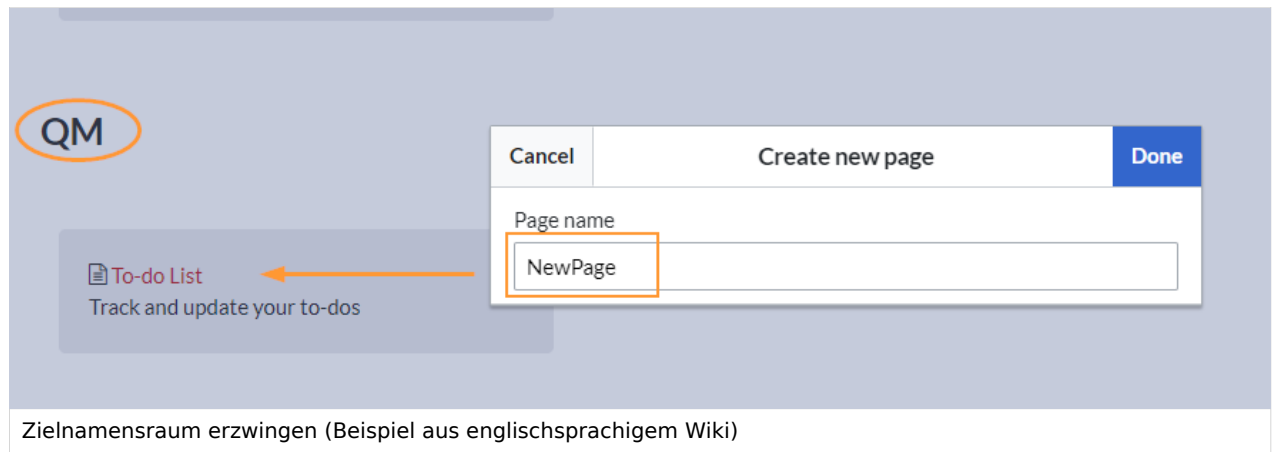 QM
Cancel Create new page Done
Page name
NewPage
To-do List
Track and update your to-dos
Zielnamensraum erzwingen (Beispiel aus englischsprachigem Wiki)